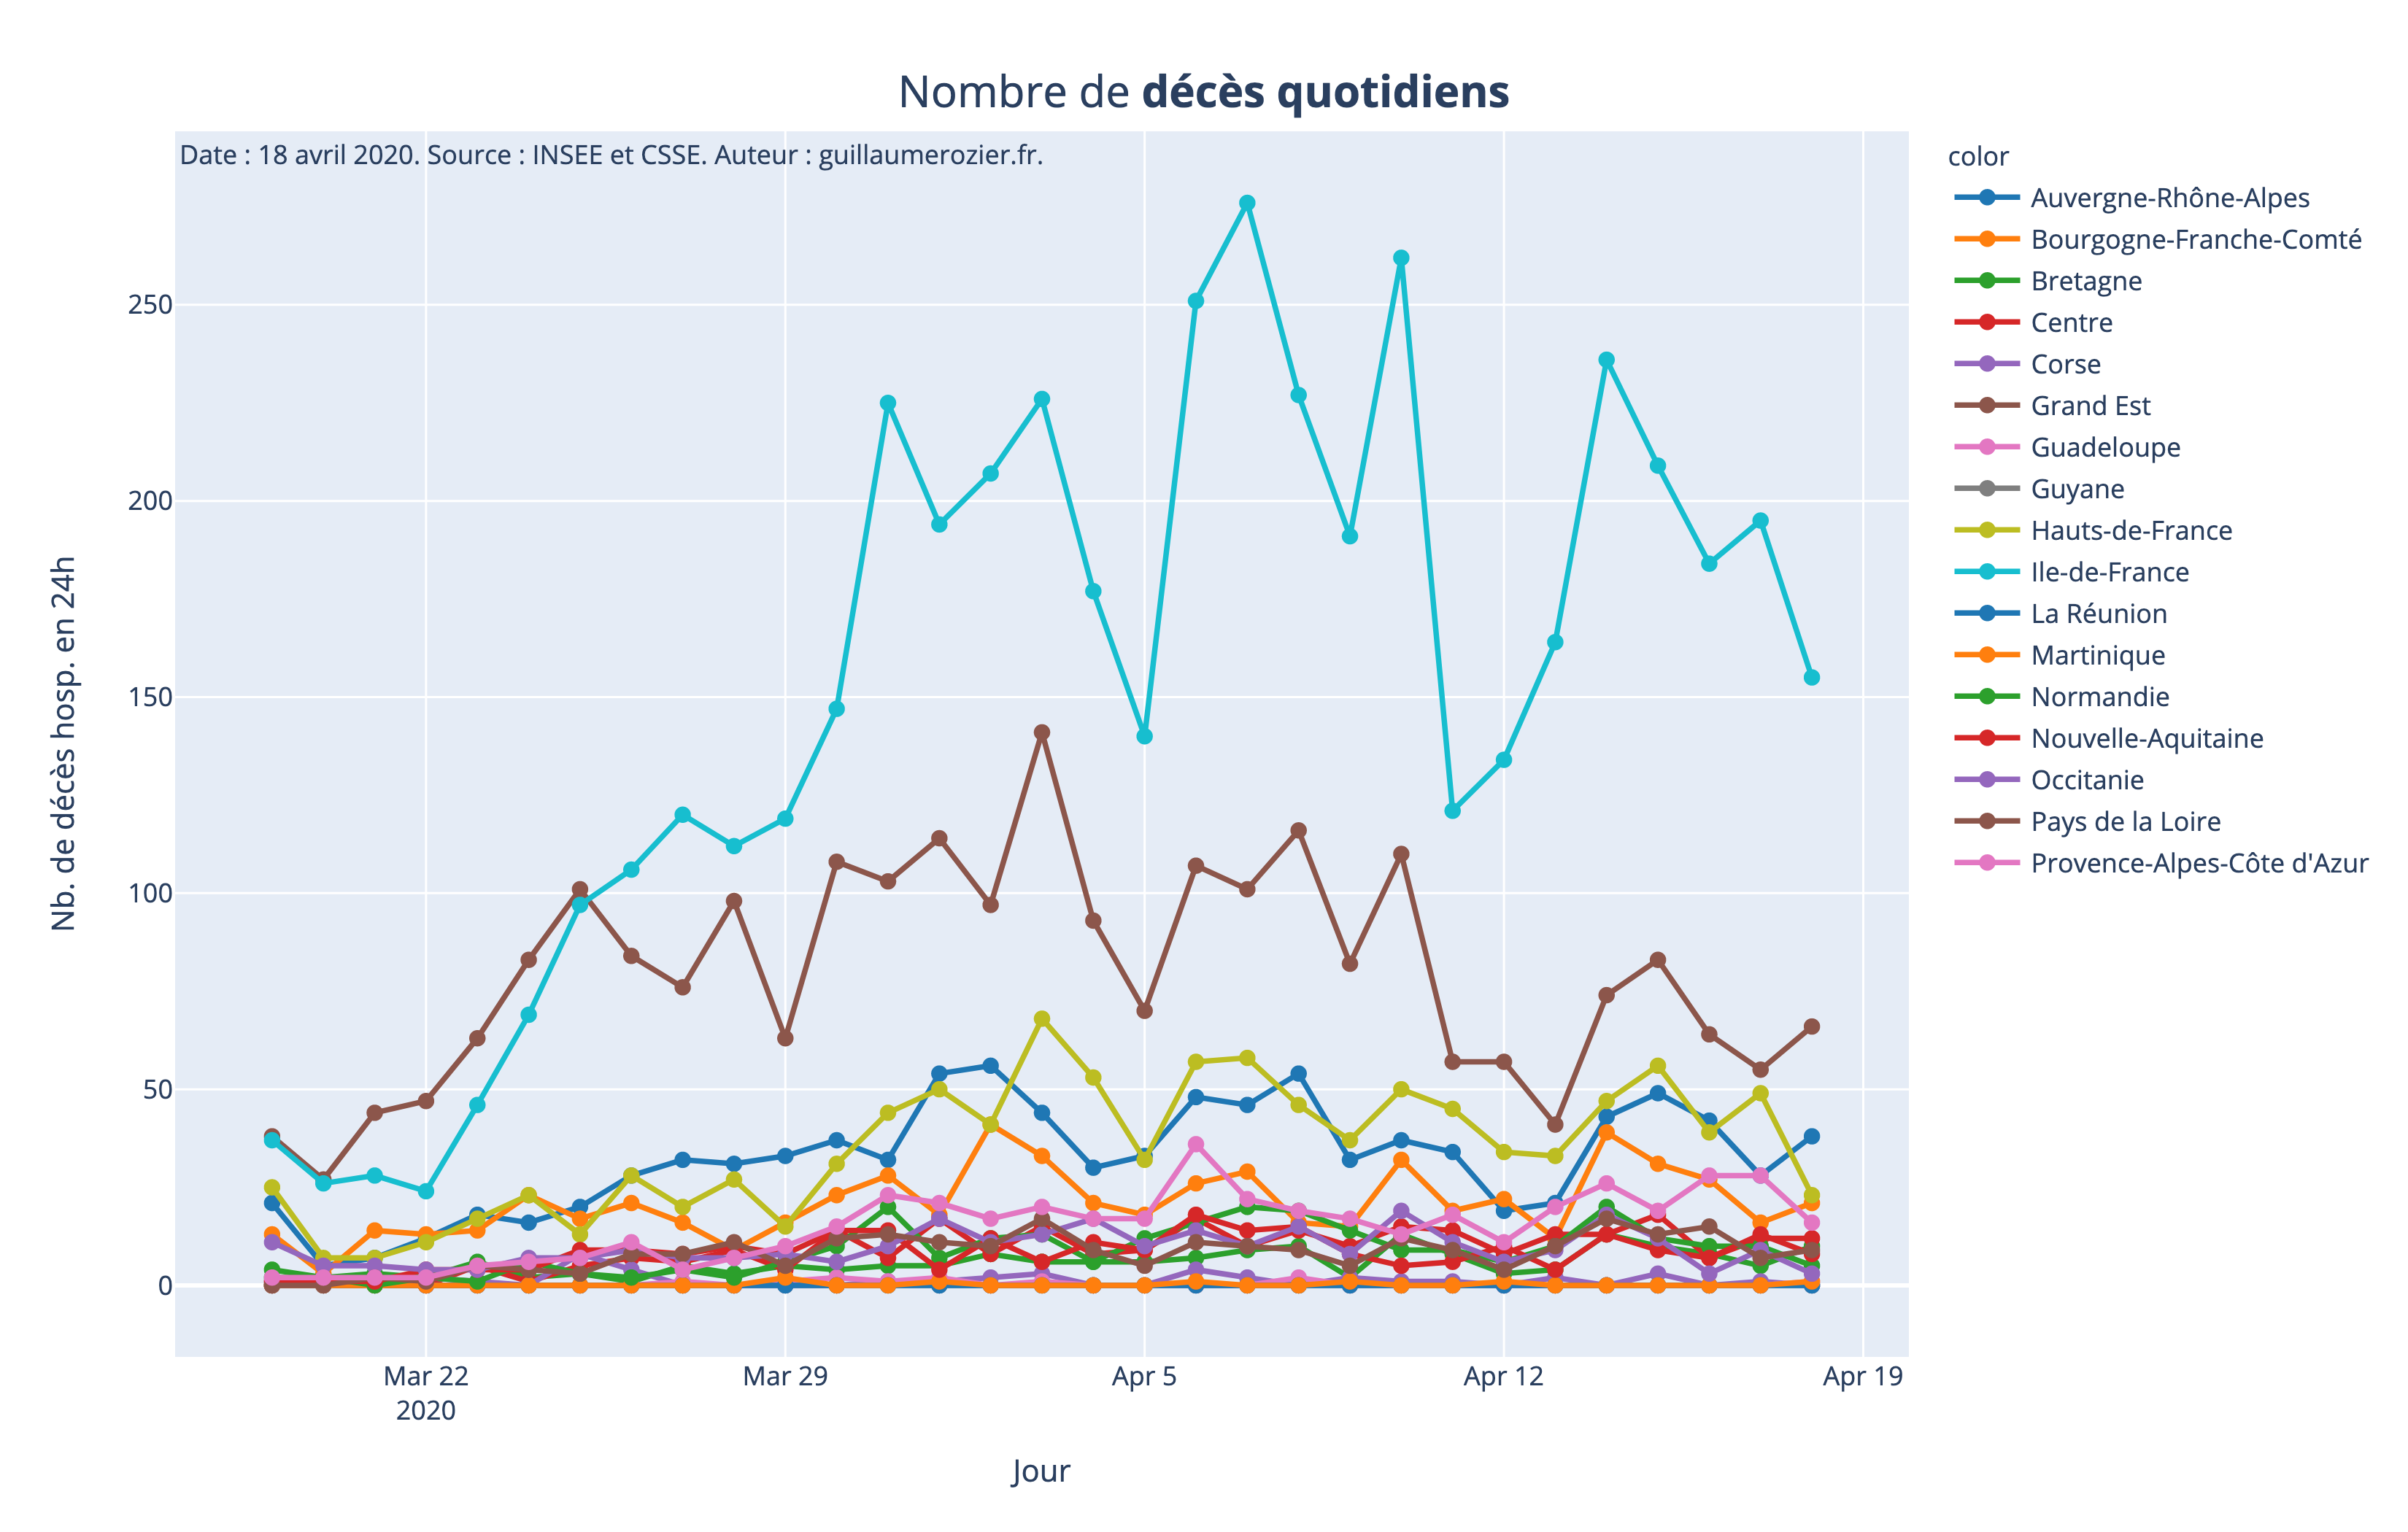 Nombre de décès quotidiens
Date : 18 avril 2020. Source : INSEE et CSSE. Auteur : guillaumerozier.fr.
color
Auvergne-Rhône-Alpes
Bourgogne-Franche-Comté
Bretagne
Centre
Corse
Grand Est
Guadeloupe
Guyane
Hauts-de-France
Ile-de-France
La Réunion
Martinique
Normandie
Nouvelle-Aquitaine
Occitanie
Pays de la Loire
Provence-Alpes-Côte d'Azur
Nb. de décès hosp. en 24h
250
200
150
100
50
0
Mar 22
2020
Mar 29
Apr 5
Apr 12
Apr 19
Jour